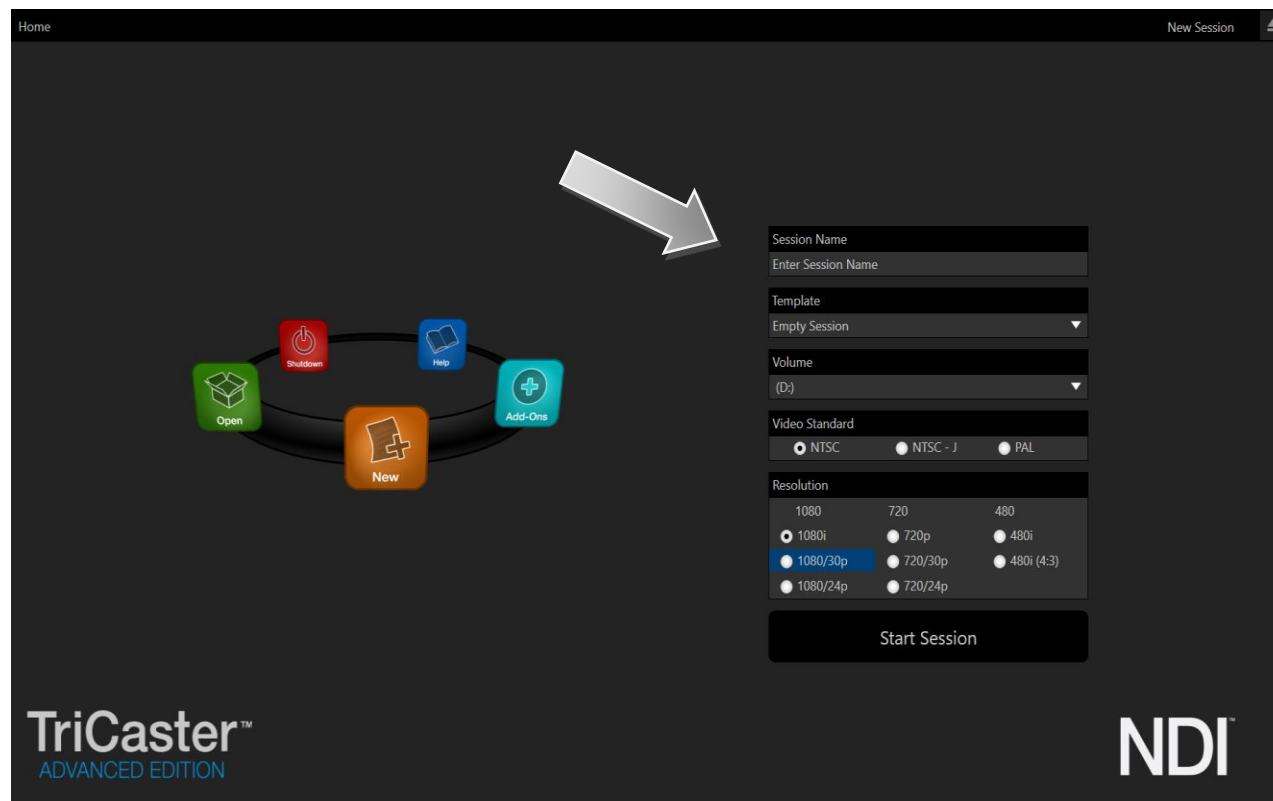 Home
New Session
Session Name
Enter Session Name
Template
Empty Session
Volume
(D:)
Video Standard
NTSC NTSC - J PAL
Resolution
1080 720 480
1080i 720p 480i
1080/30p 720/30p 480i (4:3)
1080/24p 720/24p
Start Session
Shutdown
Help
Open
Add-Ons
New
TriCaster™
ADVANCED EDITION
NDI™